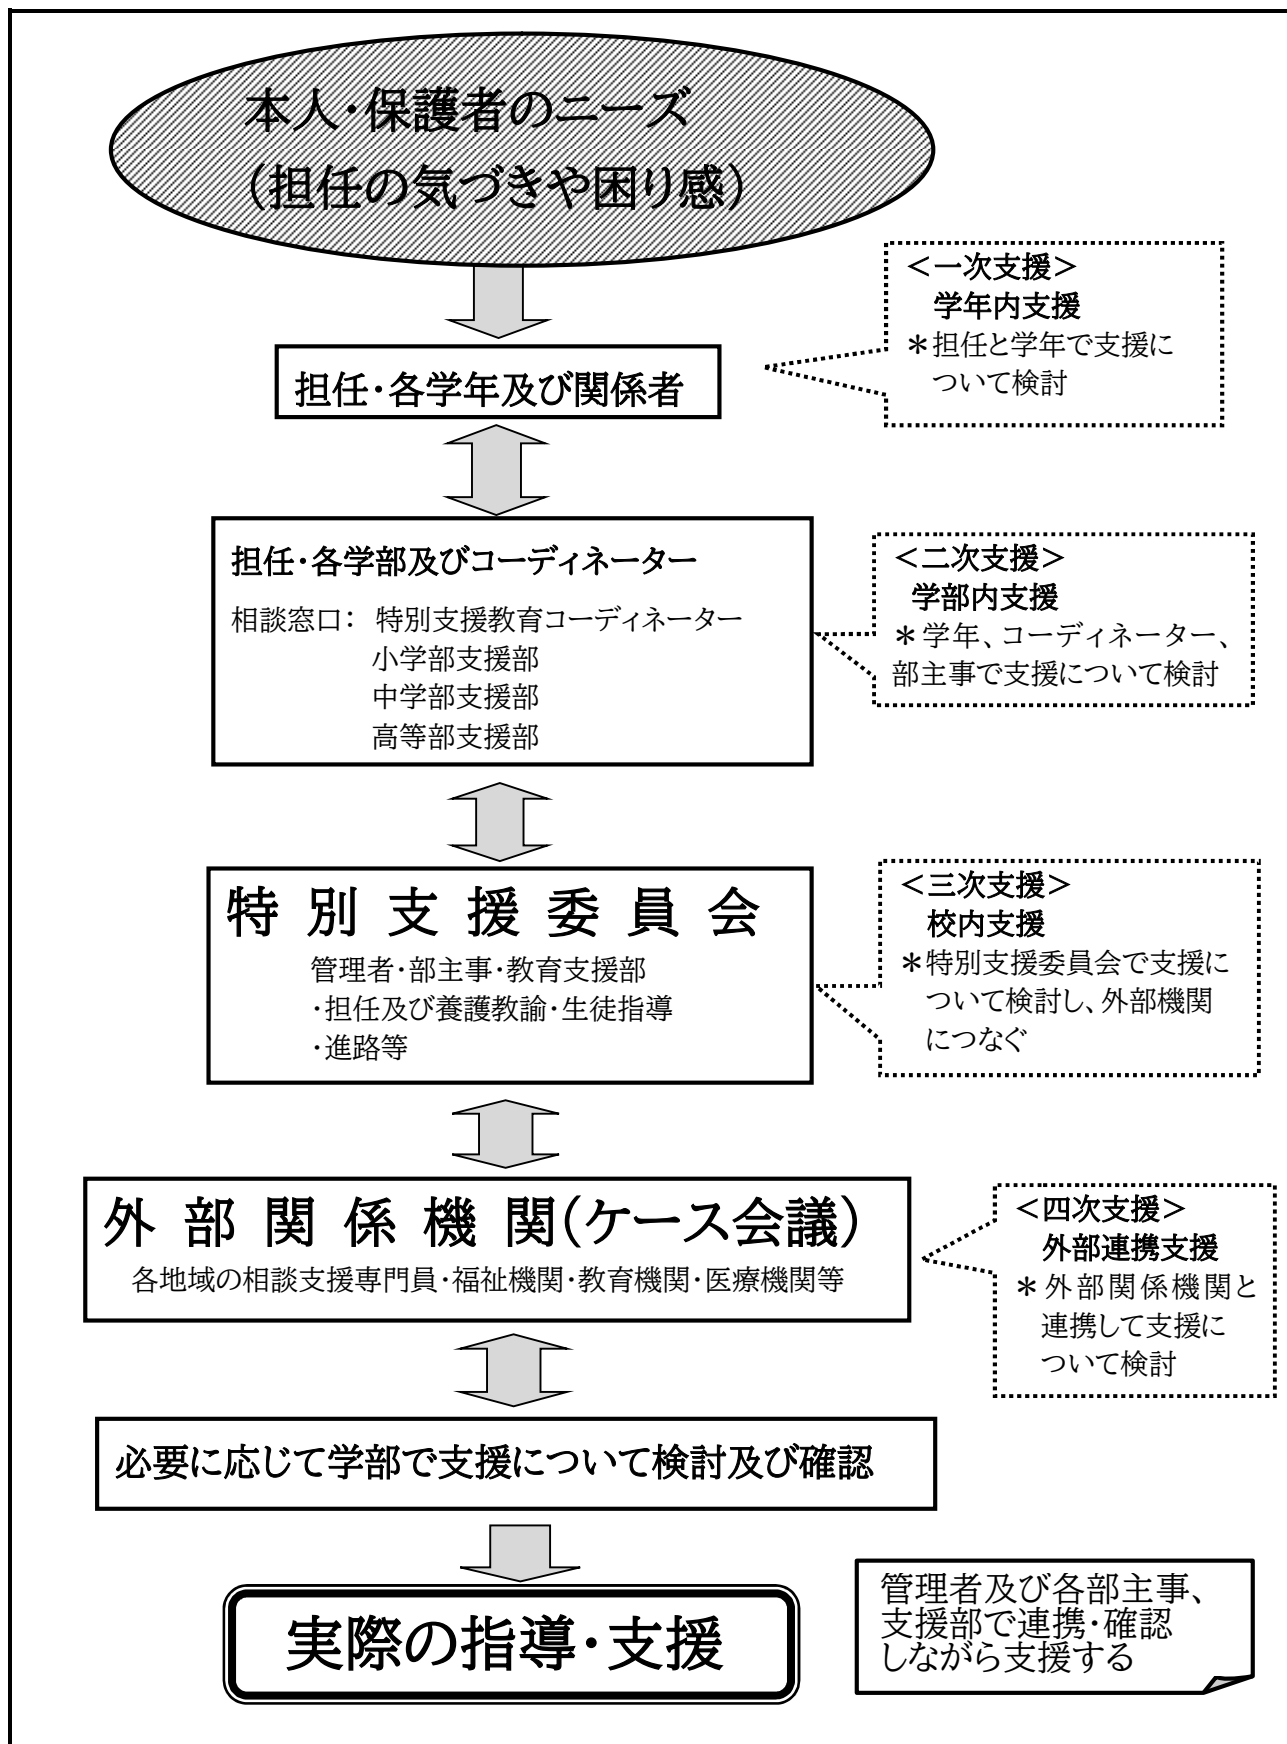 本人・保護者のニーズ
（担任の気づきや困り感）
＜一次支援＞
学年内支援
＊担任と学年で支援に
ついて検討
担任・各学年及び関係者
担任・各学部及びコーディネーター
相談窓口： 特別支援教育コーディネーター
小学部支援部
中学部支援部
高等部支援部
＜二次支援＞
学部内支援
＊学年、コーディネーター、
部主事で支援について検討
特別支援委員会
管理者・部主事・教育支援部
・担任及び養護教諭・生徒指導
・進路等
＜三次支援＞
校内支援
＊特別支援委員会で支援に
ついて検討し、外部機関
につなぐ
外部関係機関（ケース会議）
各地域の相談支援専門員・福祉機関・教育機関・医療機関等
＜四次支援＞
外部連携支援
＊外部関係機関と
連携して支援に
ついて検討
必要に応じて学部で支援について検討及び確認
実際の指導・支援
管理者及び各部主事、
支援部で連携・確認
しながら支援する